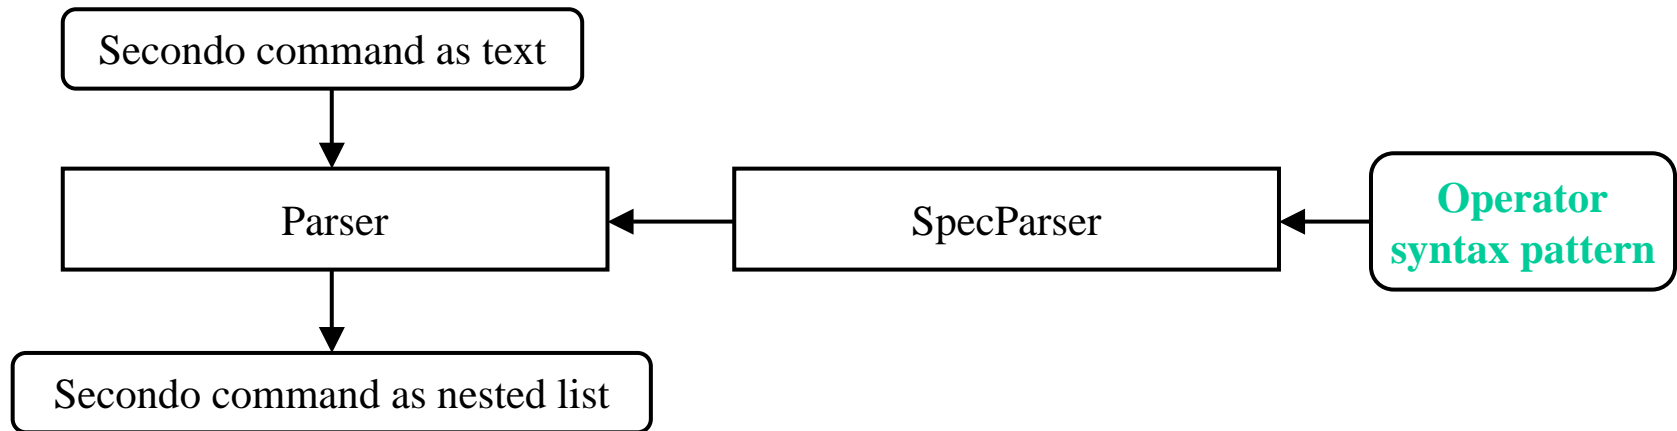 Secondo command as text
Parser
SpecParser
Operator
syntax pattern
Secondo command as nested list